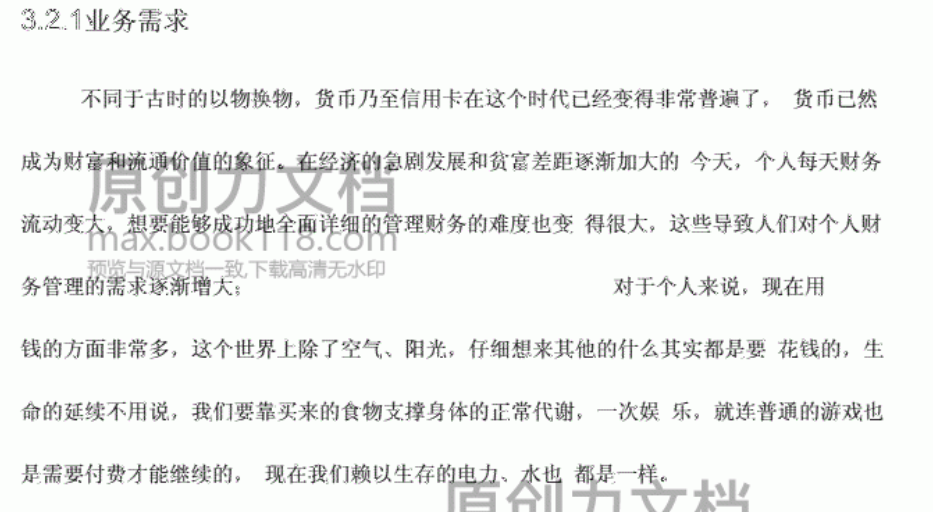 3.2.1业务需求
不同于古时的以物换物，货币乃至信用卡在这个时代已经变得非常普遍了， 货币已然
成为财富和流通价值的象征。在经济的急剧发展和贫富差距逐渐加大的 今天，个人每天财务
原创力文档
流动变大，想要能够成功地全面详细的管理财务的难度也变 得很大，这些导致人们对个人财
max.book118.com
预览与源文档一致,下载高清无水印
务管理的需求逐渐增大； 对于个人来说，现在用
钱的方面非常多，这个世界上除了空气、阳光，仔细想来其他的什么其实都是要 花钱的，生
命的延续不用说，我们要靠买来的食物支撑身体的正常代谢，一次娱 乐，就连普通的游戏也
是需要付费才能继续的， 现在我们赖以生存的电力、水也 都是一样。
原创力文档